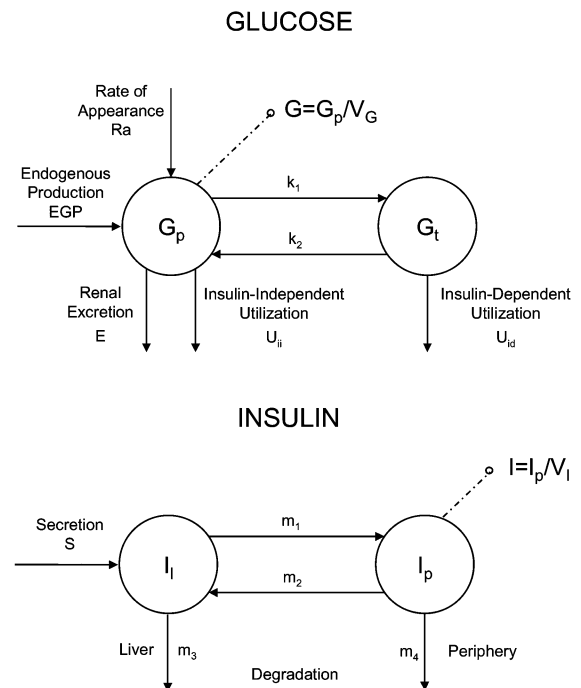 GLUCOSE
Rate of
Appearance
Ra
G=Gp/VG
Endogenous
Production
EGP
k1
Gp
Gt
k2
Renal
Excretion
E
Insulin-Independent
Utilization
Uii
Insulin-Dependent
Utilization
Uid
INSULIN
I=Ip/VI
Secretion
S
m1
Il
Ip
m2
Liver
m3
m4
Periphery
Degradation